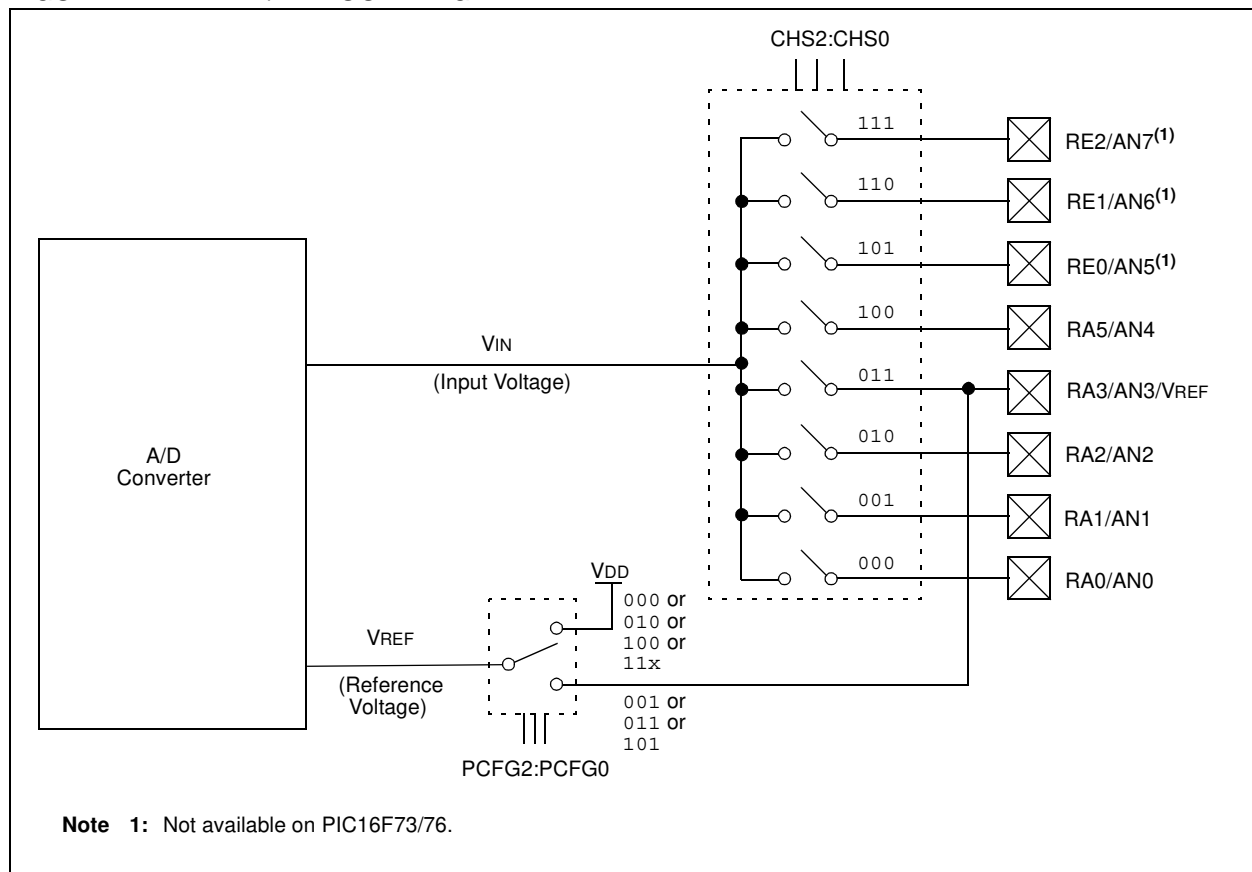 CHS2:CHS0
111
RE2/AN7(1)
110
RE1/AN6(1)
101
RE0/AN5(1)
100
RA5/AN4
VIN
(Input Voltage)
011
RA3/AN3/VREF
A/D
Converter
010
RA2/AN2
001
RA1/AN1
000
RA0/AN0
VDD
000 or
010 or
100 or
11x
VREF
(Reference
Voltage)
001 or
011 or
101
PCFG2:PCFG0
Note 1: Not available on PIC16F73/76.